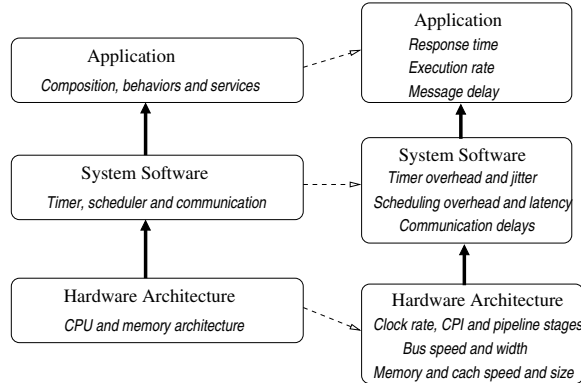 Application
Composition, behaviors and services
System Software
Timer, scheduler and communication
Hardware Architecture
CPU and memory architecture
Application
Response time
Execution rate
Message delay
System Software
Timer overhead and jitter
Scheduling overhead and latency
Communication delays
Hardware Architecture
Clock rate, CPI and pipeline stages
Bus speed and width
Memory and cach speed and size